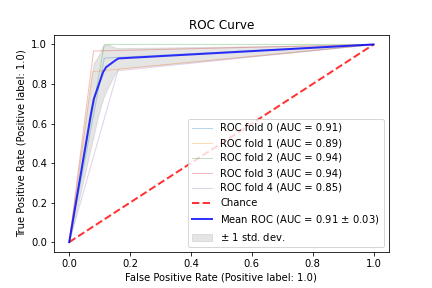 ROC Curve
True Positive Rate (Positive label: 1.0)
1.0
0.8
0.6
0.4
0.2
0.0
ROC fold 0 (AUC = 0.91)
ROC fold 1 (AUC = 0.89)
ROC fold 2 (AUC = 0.94)
ROC fold 3 (AUC = 0.94)
ROC fold 4 (AUC = 0.85)
Chance
Mean ROC (AUC = 0.91 ± 0.03)
± 1 std. dev.
0.0 0.2 0.4 0.6 0.8 1.0
False Positive Rate (Positive label: 1.0)